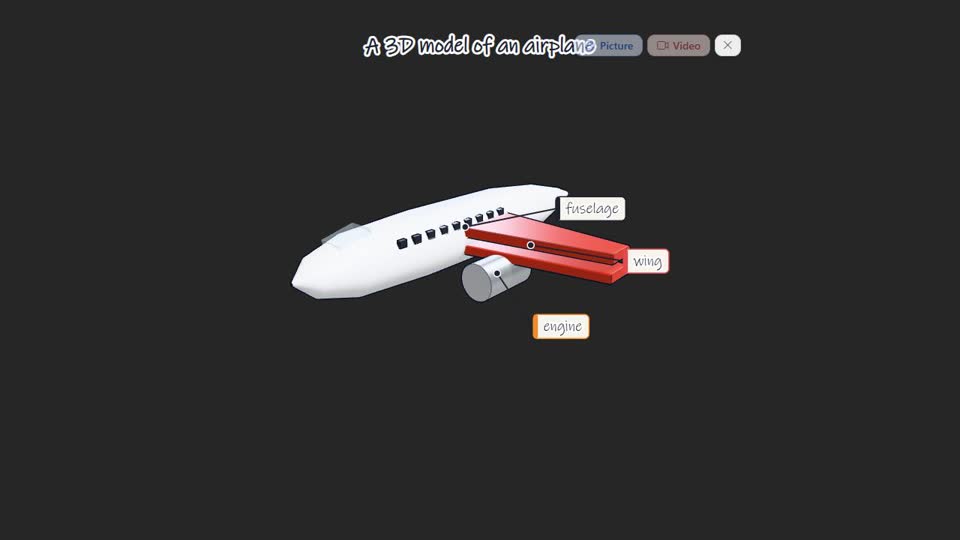 A 3D model of an airplane
Picture
Video
fuselage
wing
engine